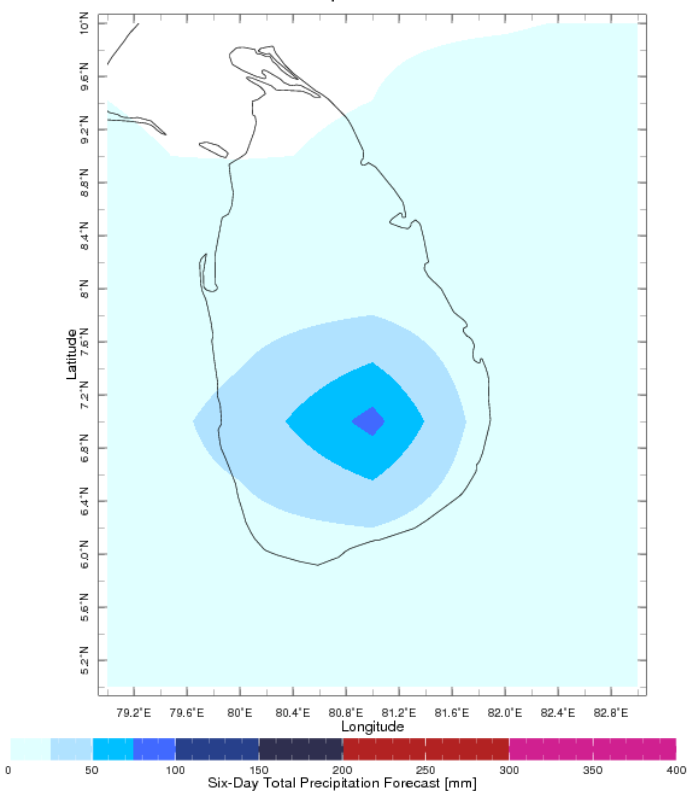 10˚N
9.6˚N
9.2˚N
8.8˚N
8.4˚N
8˚N
7.6˚N
7.2˚N
6.8˚N
6.4˚N
6.0˚N
5.6˚N
5.2˚N
Latitude
79.2˚E 79.6˚E 80˚E 80.4˚E 80.8˚E 81.2˚E 81.6˚E 82.0˚E 82.4˚E 82.8˚E
Longitude
0 50 100 150 200 250 300 350 400
Six-Day Total Precipitation Forecast [mm]